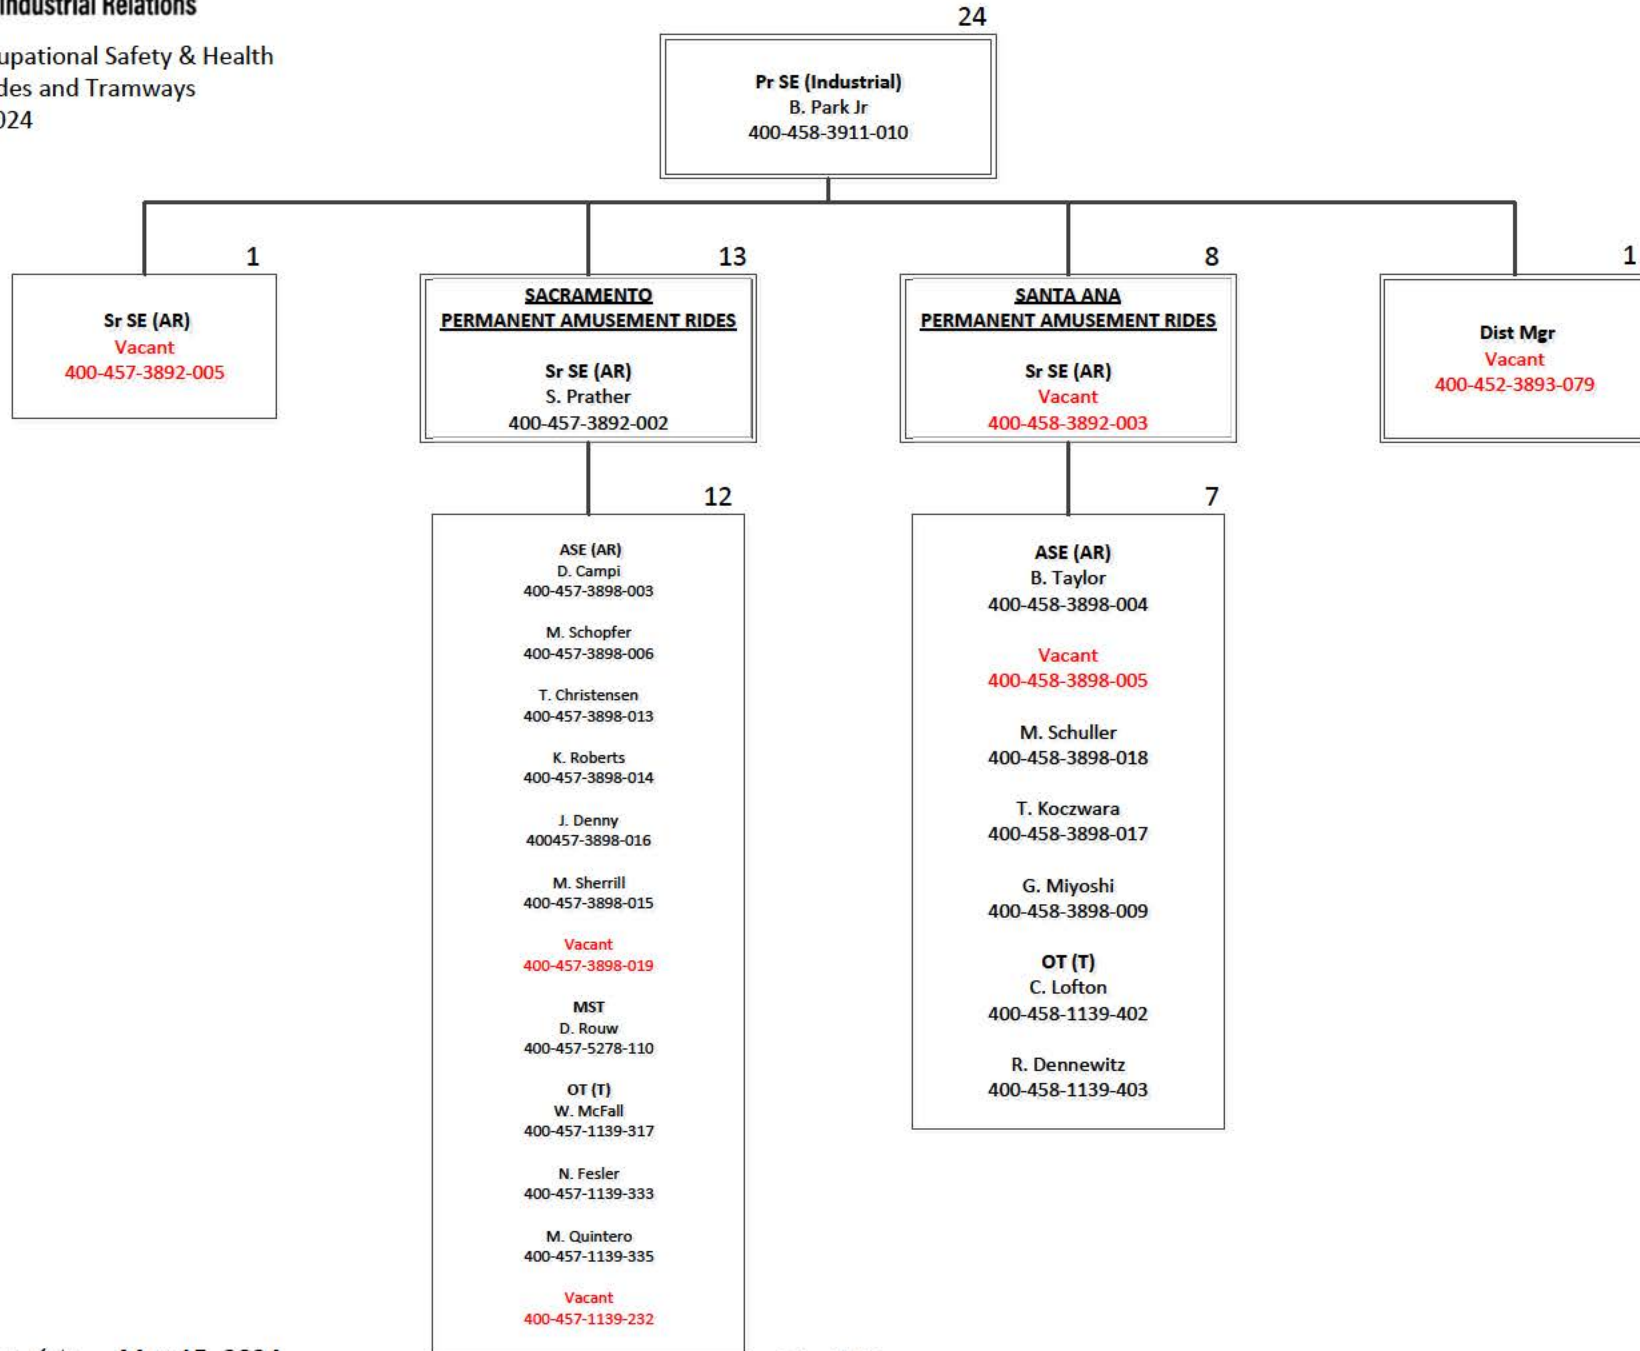 Industrial Relations
upational Safety & Health
des and Tramways
024
24
Pr SE (Industrial)
B. Park Jr
400-458-3911-010
1
Sr SE (AR)
Vacant
400-457-3892-005
13
SACRAMENTO
PERMANENT AMUSEMENT RIDES
Sr SE (AR)
S. Prather
400-457-3892-002
8
SANTA ANA
PERMANENT AMUSEMENT RIDES
Sr SE (AR)
Vacant
400-458-3892-003
1
Dist Mgr
Vacant
400-452-3893-079
12
ASE (AR)
D. Campi
400-457-3898-003
M. Schopfer
400-457-3898-006
T. Christensen
400-457-3898-013
K. Roberts
400-457-3898-014
J. Denny
400457-3898-016
M. Sherrill
400-457-3898-015
Vacant
400-457-3898-019
MST
D. Rouw
400-457-5278-110
OT (T)
W. McFall
400-457-1139-317
N. Fesler
400-457-1139-333
M. Quintero
400-457-1139-335
Vacant
400-457-1139-232
7
ASE (AR)
B. Taylor
400-458-3898-004
Vacant
400-458-3898-005
M. Schuller
400-458-3898-018
T. Koczwara
400-458-3898-017
G. Miyoshi
400-458-3898-009
OT (T)
C. Lofton
400-458-1139-402
R. Dennewitz
400-458-1139-403